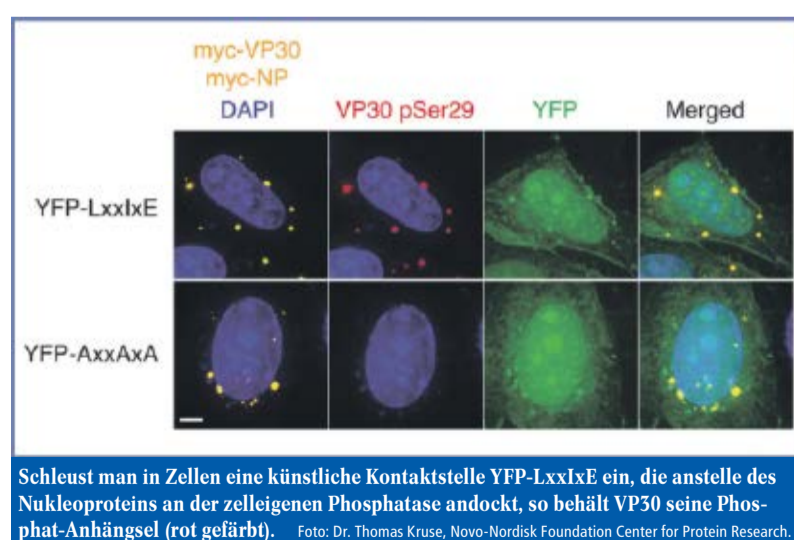 myc-VP30
myc-NP
DAPI VP30 pSer29 YFP Merged
YFP-LxxIxE
YFP-AxxAxA
Schleust man in Zellen eine künstliche Kontaktstelle YFP-LxxIxE ein, die anstelle des
Nukleoproteins an der zelleigenen Phosphatase andockt, so behält VP30 seine Phos-
phat-Anhängsel (rot gefärbt). Foto: Dr. Thomas Kruse, Novo-Nordisk Foundation Center for Protein Research.